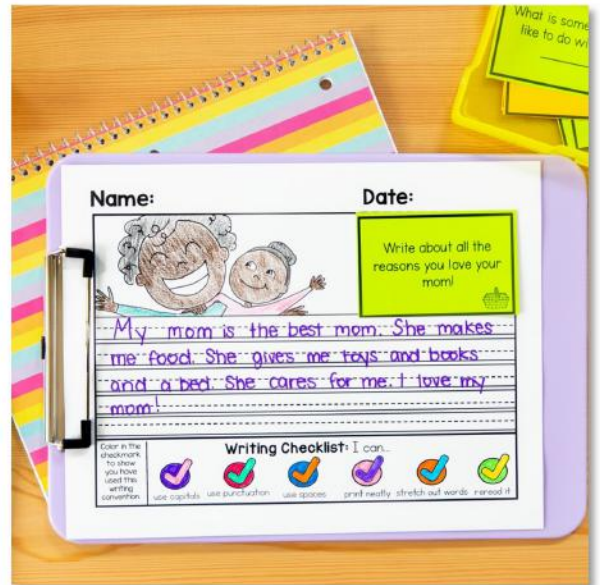 What is some
like to do wi
Name:
Date:
Write about all the
reasons you love your
mom!
My mom is the best mom. She makes
me food. She gives me toys and books
and a bed. She cares for me. I love my
mom!
Color in the
checkmark
to show
you have
used this
writing
convention
Writing Checklist: I can...
use capitals
use punctuation
use spaces
print neatly
stretch out words
reread it